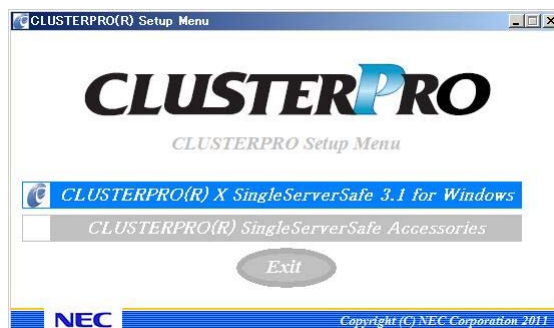 CLUSTERPRO(R) Setup Menu
CLUSTERPRO
CLUSTERPRO Setup Menu
CLUSTERPRO(R) X SingleServerSafe 3.1 for Windows
CLUSTERPRO(R) SingleServerSafe Accessories
Exit
NEC
Copyright (C) NEC Corporation 2011